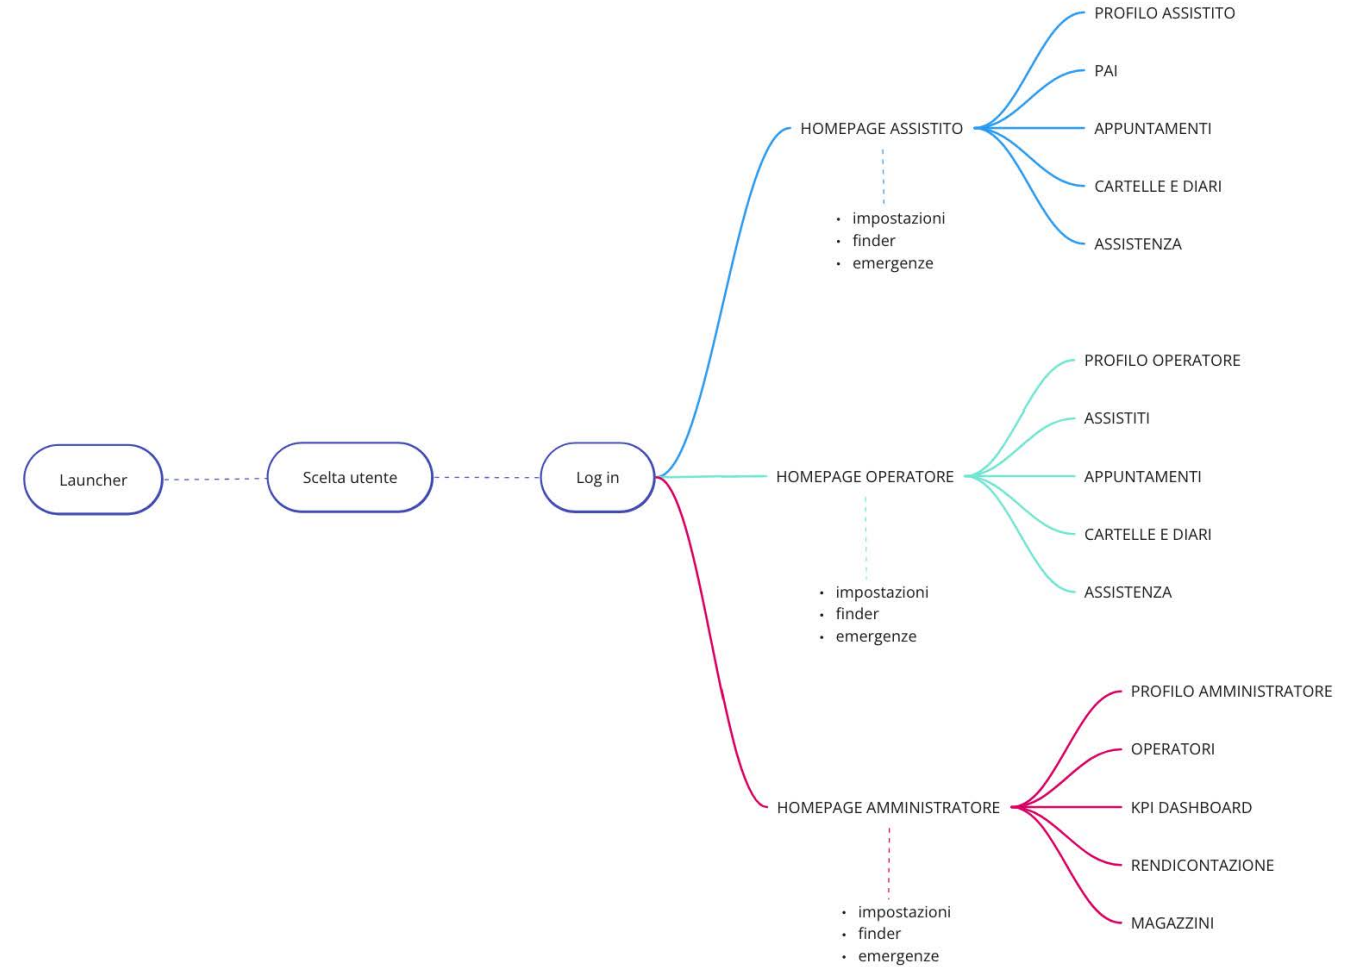 Launcher
Scelta utente
Log in
HOMEPAGE ASSISTITO
• impostazioni
• finder
• emergenze
PROFILO ASSISTITO
PAI
APPUNTAMENTI
CARTELLE E DIARI
ASSISTENZA
HOMEPAGE OPERATORE
• impostazioni
• finder
• emergenze
PROFILO OPERATORE
ASSISTITI
APPUNTAMENTI
CARTELLE E DIARI
ASSISTENZA
HOMEPAGE AMMINISTRATORE
• impostazioni
• finder
• emergenze
PROFILO AMMINISTRATORE
OPERATORI
KPI DASHBOARD
RENDICONTAZIONE
MAGAZZINI